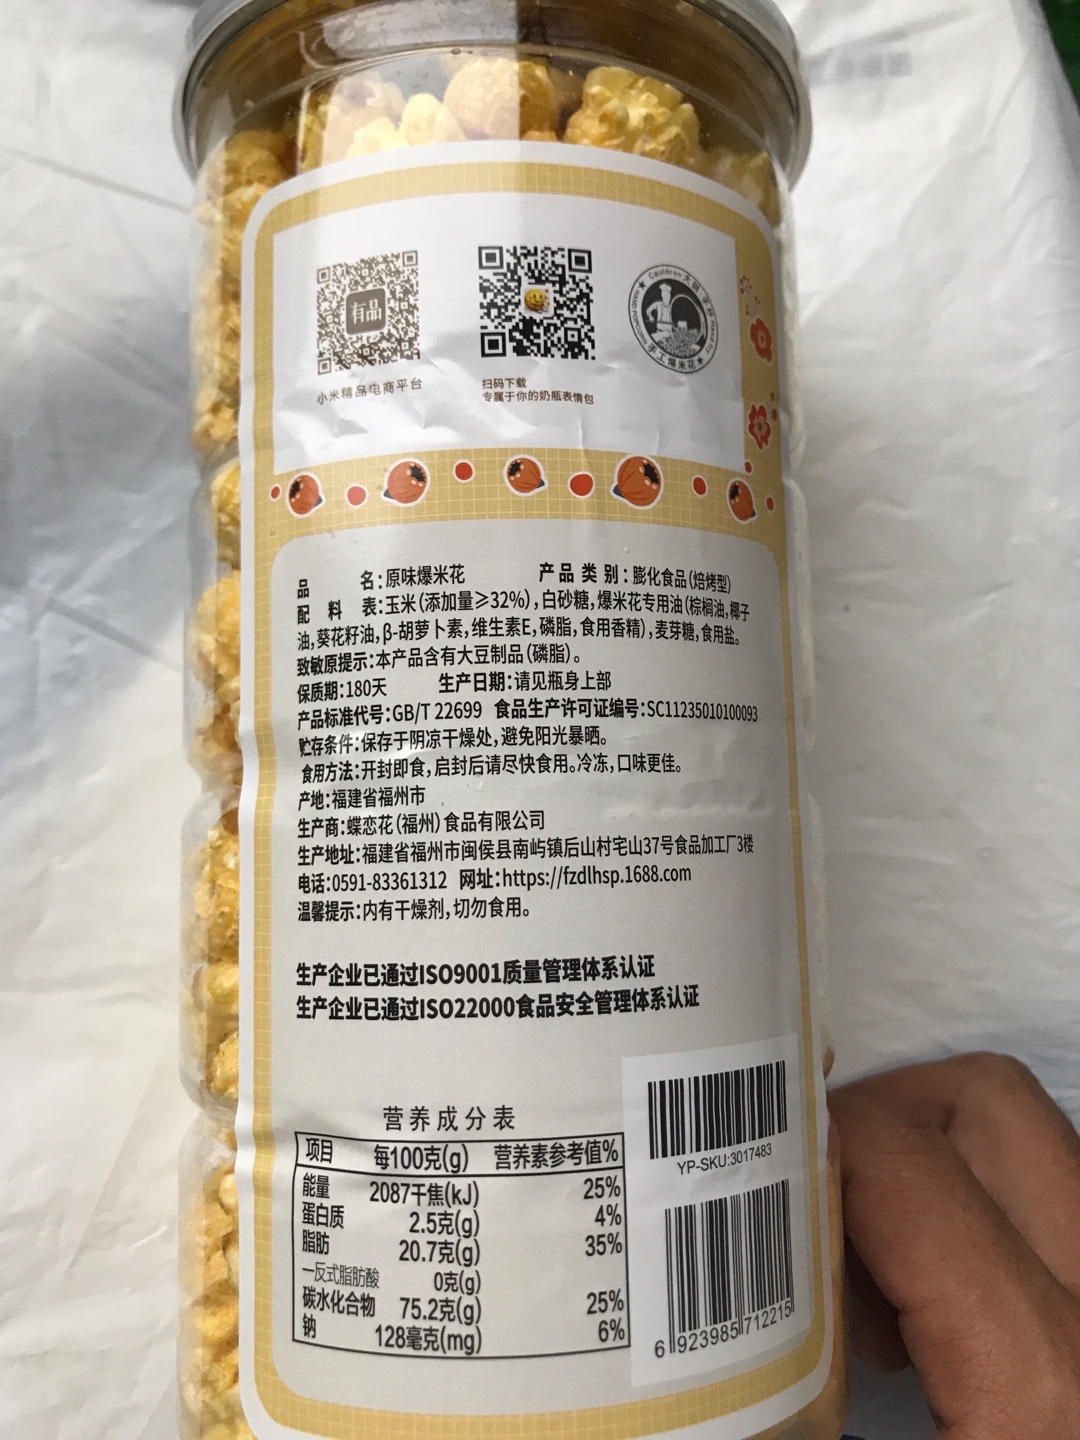 有品
小米精品电商平台
扫码下载
专属于你的奶瓶表情包
Cauldron
手工爆米花
品 名:原味爆米花 产品类别:膨化食品(焙烤型)
配 料 表:玉米(添加量≥32%),白砂糖,爆米花专用油(棕榈油,椰子
油,葵花籽油,β-胡萝卜素,维生素E,磷脂,食用香精),麦芽糖,食用盐。
致敏原提示:本产品含有大豆制品(磷脂)。
保质期:180天 生产日期:请见瓶身上部
产品标准代号:GB/T 22699 食品生产许可证编号:SC11235010100093
贮存条件:保存于阴凉干燥处,避免阳光暴晒。
食用方法:开封即食,启封后请尽快食用。冷冻,口味更佳。
产地:福建省福州市
生产商:蝶恋花(福州)食品有限公司
生产地址:福建省福州市闽侯县南屿镇后山村宅山37号食品加工厂3楼
电话:0591-83361312 网址:https://fzdlhsp.1688.com
温馨提示:内有干燥剂,切勿食用。
生产企业已通过ISO9001质量管理体系认证
生产企业已通过ISO22000食品安全管理体系认证
营养成分表
项目 每100克(g) 营养素参考值%
能量 2087千焦(kJ) 25%
蛋白质 2.5克(g) 4%
脂肪 20.7克(g) 35%
—反式脂肪酸 0克(g)
碳水化合物 75.2克(g) 25%
钠 128毫克(mg) 6%
YP-SKU:3017483
6 923985 712215